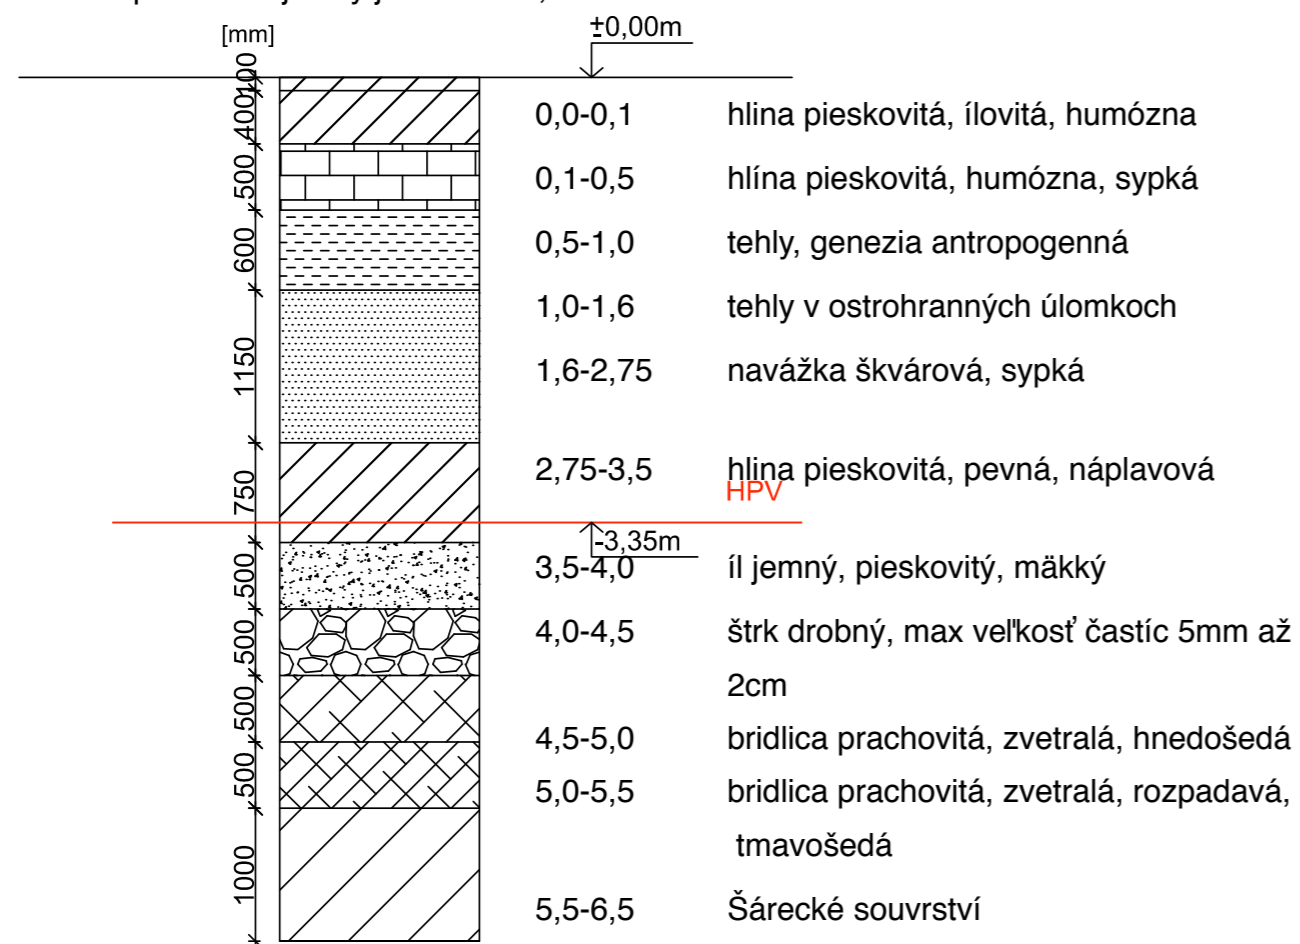 [mm]
±0,00m
100
400
0,0-0,1 hlina pieskovitá, ílovitá, humózna
500
0,1-0,5 hlína pieskovitá, humózna, sypká
600
0,5-1,0 tehly, genezia antropogenná
1,0-1,6 tehly v ostrohranných úlomkoch
1150
1,6-2,75 navážka škvárová, sypká
750
2,75-3,5 hlina pieskovitá, pevná, náplavová
HPV
-3,35m
500
3,5-4,0 íl jemný, pieskovitý, mäkký
500
4,0-4,5 štrk drobný, max veľkosť častíc 5mm až
2cm
500
4,5-5,0 bridlica prachovitá, zvetralá, hnedošedá
500
5,0-5,5 bridlica prachovitá, zvetralá, rozpadavá,
tmavošedá
1000
5,5-6,5 Šárecké souvrství